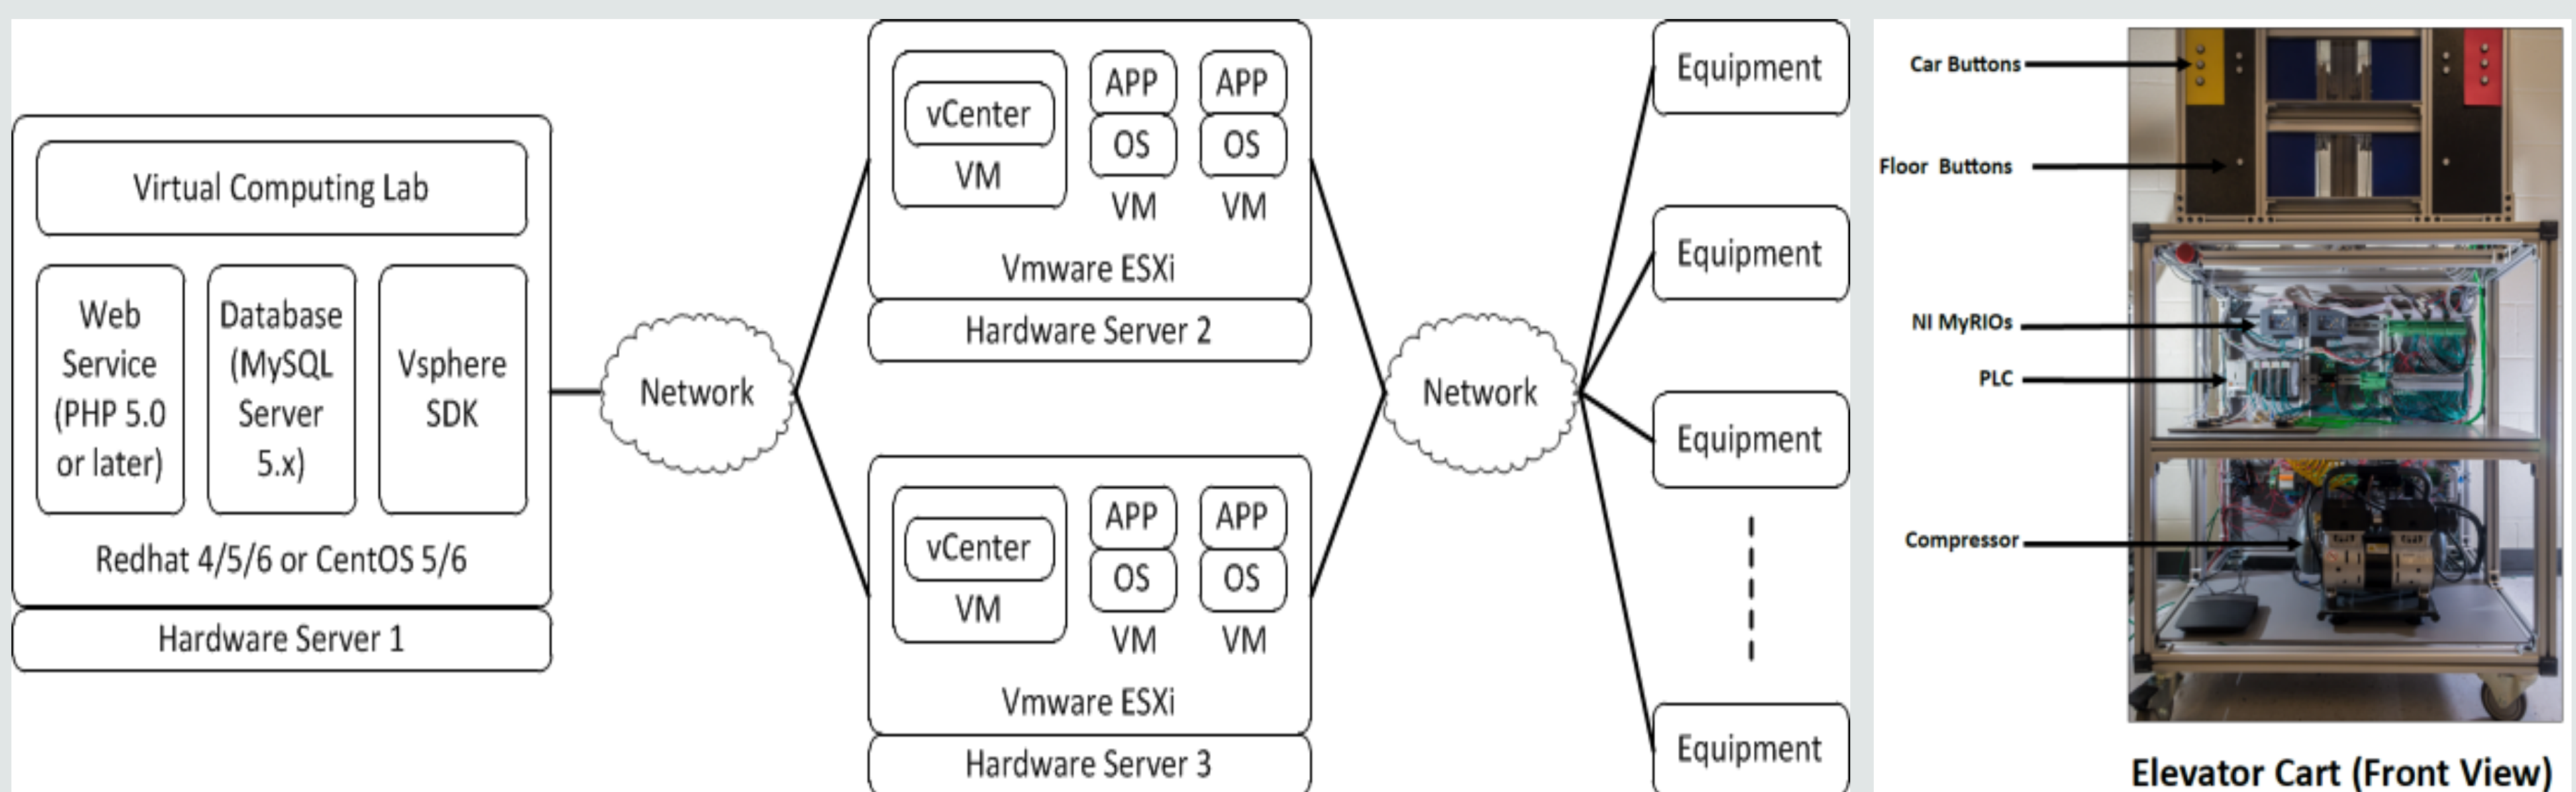 Virtual Computing Lab
Web
Service
(PHP 5.0
or later)
Database
(MySQL
Server
5.x)
Vsphere
SDK
Redhat 4/5/6 or CentOS 5/6
Hardware Server 1
Network
vCenter
VM
APP
OS
VM
APP
OS
VM
Vmware ESXi
Hardware Server 2
vCenter
VM
APP
OS
VM
APP
OS
VM
Vmware ESXi
Hardware Server 3
Network
Equipment
Equipment
Equipment
Equipment
Car Buttons
Floor Buttons
NI MyRIOs
PLC
Compressor
Elevator Cart (Front View)